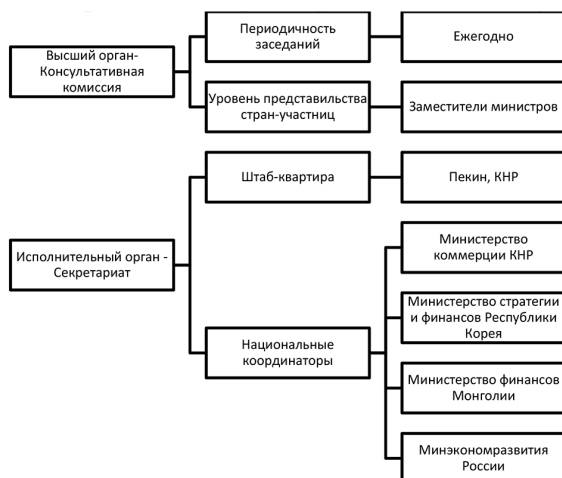 Высший орган-
Консультативная
комиссия
Периодичность
заседаний
Ежегодно
Уровень представильства
стран-участниц
Заместители министров
Исполнительный орган -
Секретариат
Штаб-квартира
Пекин, КНР
Национальные
координаторы
Министерство
коммерции КНР
Министерство стратегии
и финансов Республики
Корея
Министерство финансов
Монголии
Минэкономразвития
России